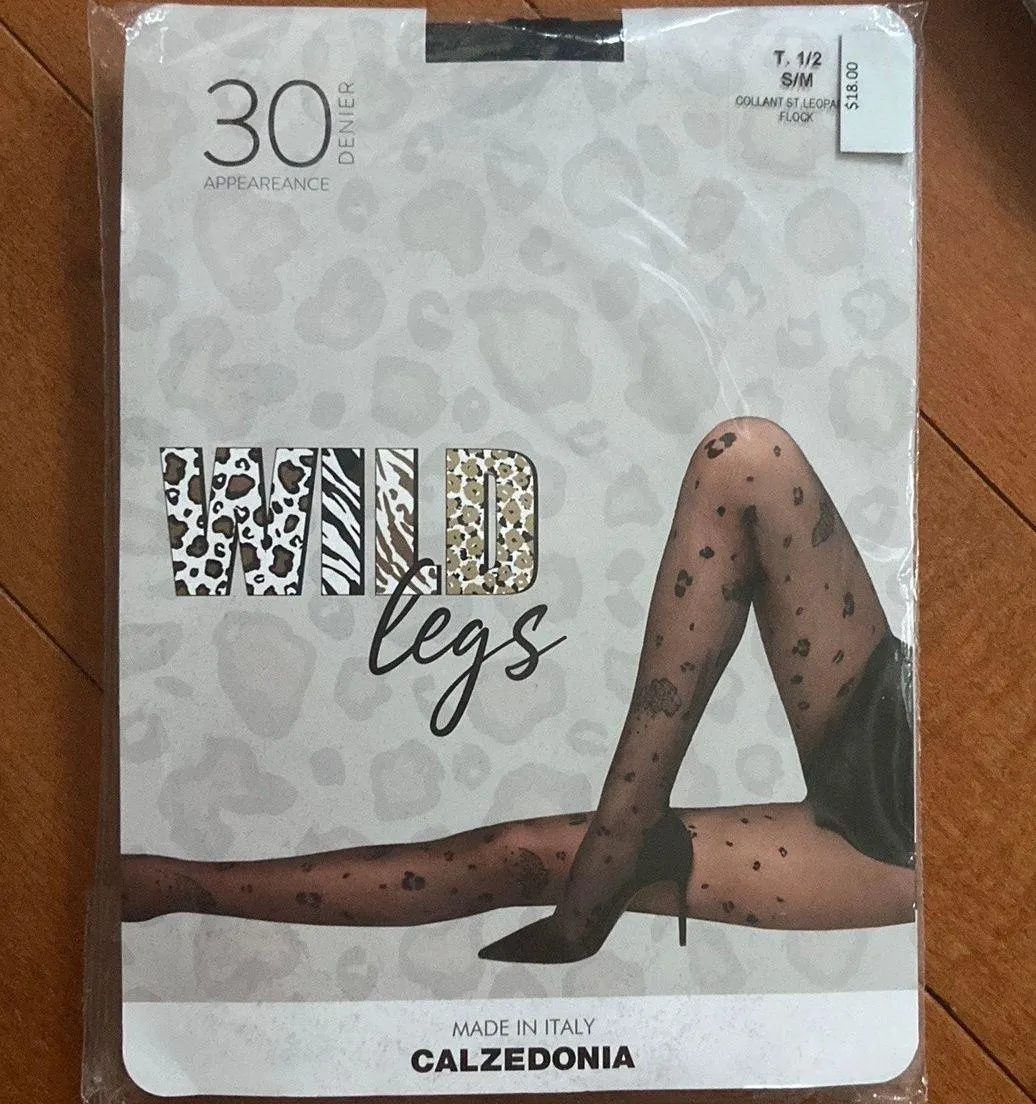 30
DENIER
APPEAREANCE
T. 1/2
S/M
COLLANT ST.LEOPA
FLOCK
$18.00
WILD
legs
MADE IN ITALY
CALZEDONIA